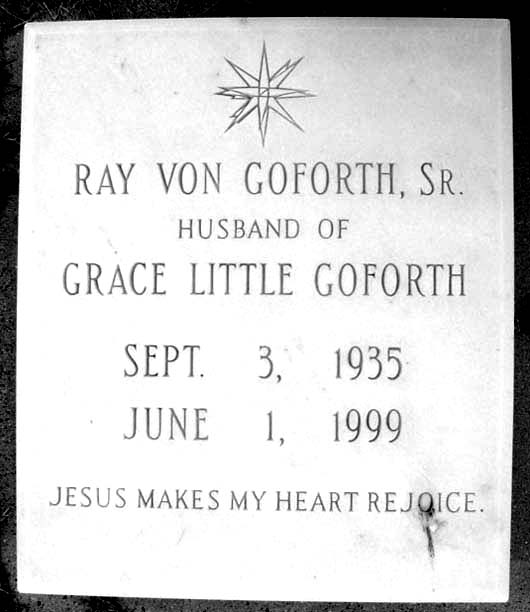 RAY VON GOFORTH, SR.
HUSBAND OF
GRACE LITTLE GOFORTH
SEPT. 3, 1935
JUNE 1, 1999
JESUS MAKES MY HEART REJOICE.